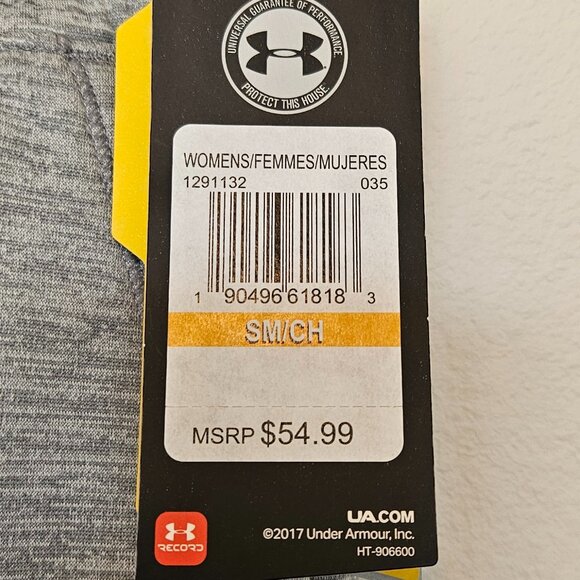 UNIVERSAL GUARANTEE OF PERFORMANCE
PROTECT THIS HOUSE
WOMENS/FEMMES/MUJERES
1291132 035
1 90496 61818 3
SM/CH
MSRP $54.99
UA.COM
©2017 Under Armour, Inc.
HT-906600
RECORD